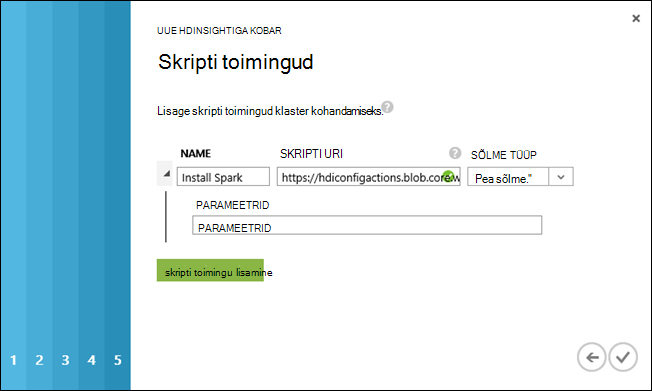 UUE HDINSIGHTIGA KOBAR
Skripti toimingud
Lisage skripti toimingud klaster kohandamiseks.
NAME SKRIPTI URI SÕLME TÜÜP
Install Spark https://hdiconfigactions.blob.core.w Pea sõlme."
PARAMEETRID
PARAMEETRID
skripti toimingu lisamine
1 2 3 4 5